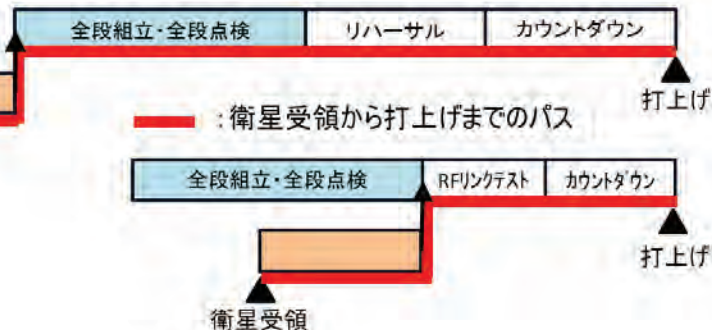 全段組立・全段点検 リハーサル カウントダウン
打上げ
：衛星受領から打上げまでのパス
全段組立・全段点検 RFリンクテスト カウントダウン
打上げ
衛星受領